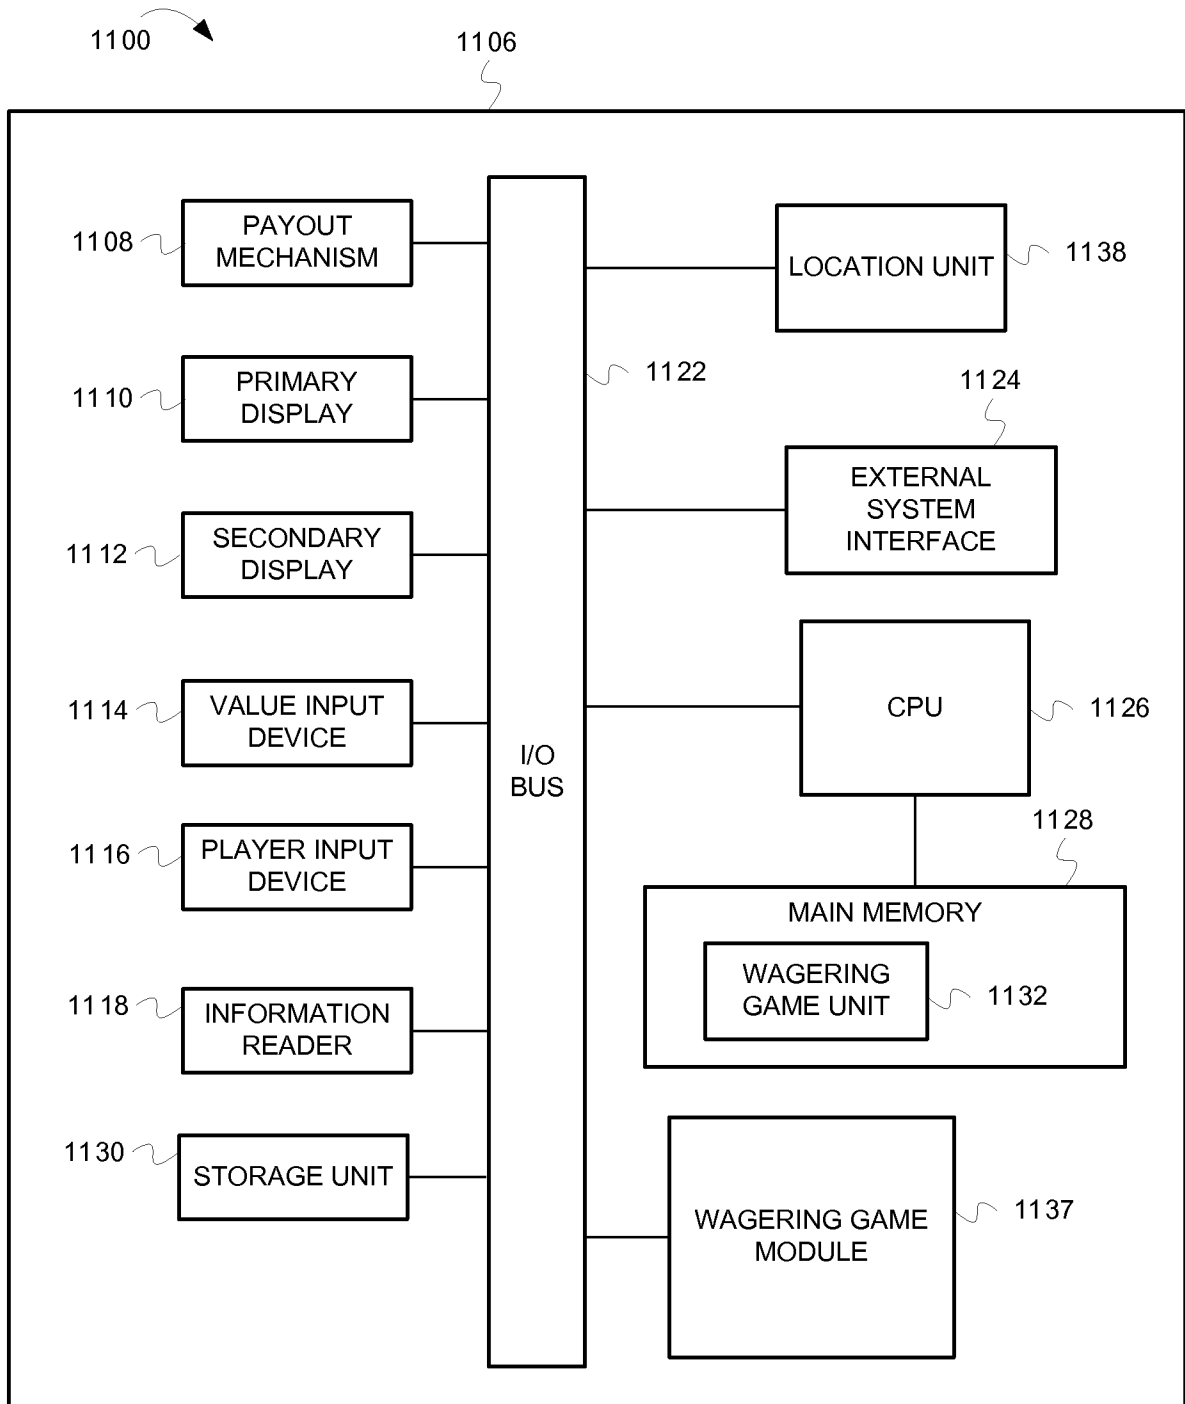 1100
1106
1108
PAYOUT
MECHANISM
LOCATION UNIT
1138
1110
PRIMARY
DISPLAY
1122
1124
EXTERNAL
SYSTEM
INTERFACE
1112
SECONDARY
DISPLAY
1114
VALUE INPUT
DEVICE
CPU
1126
I/O
BUS
1116
PLAYER INPUT
DEVICE
1128
MAIN MEMORY
WAGERING
GAME UNIT
1132
1118
INFORMATION
READER
1130
STORAGE UNIT
WAGERING GAME
MODULE
1137